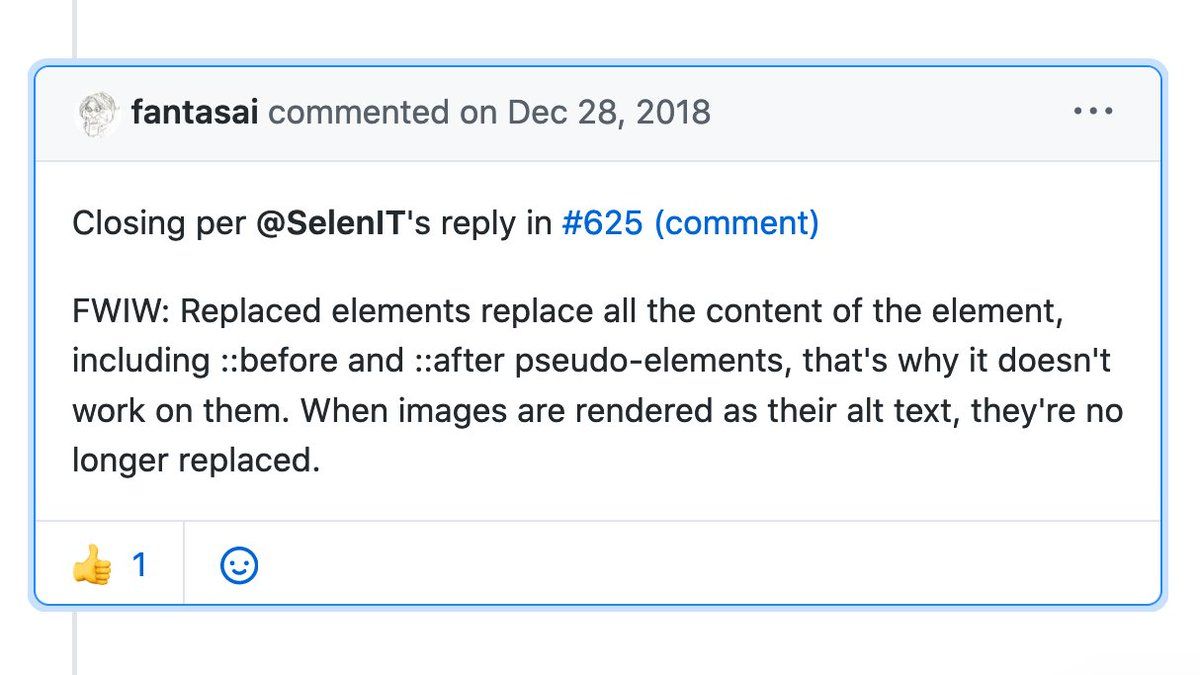 fantasai commented on Dec 28, 2018
Closing per @SelenIT's reply in #625 (comment)
FWIW: Replaced elements replace all the content of the element,
including ::before and ::after pseudo-elements, that's why it doesn't
work on them. When images are rendered as their alt text, they're no
longer replaced.
👍 1